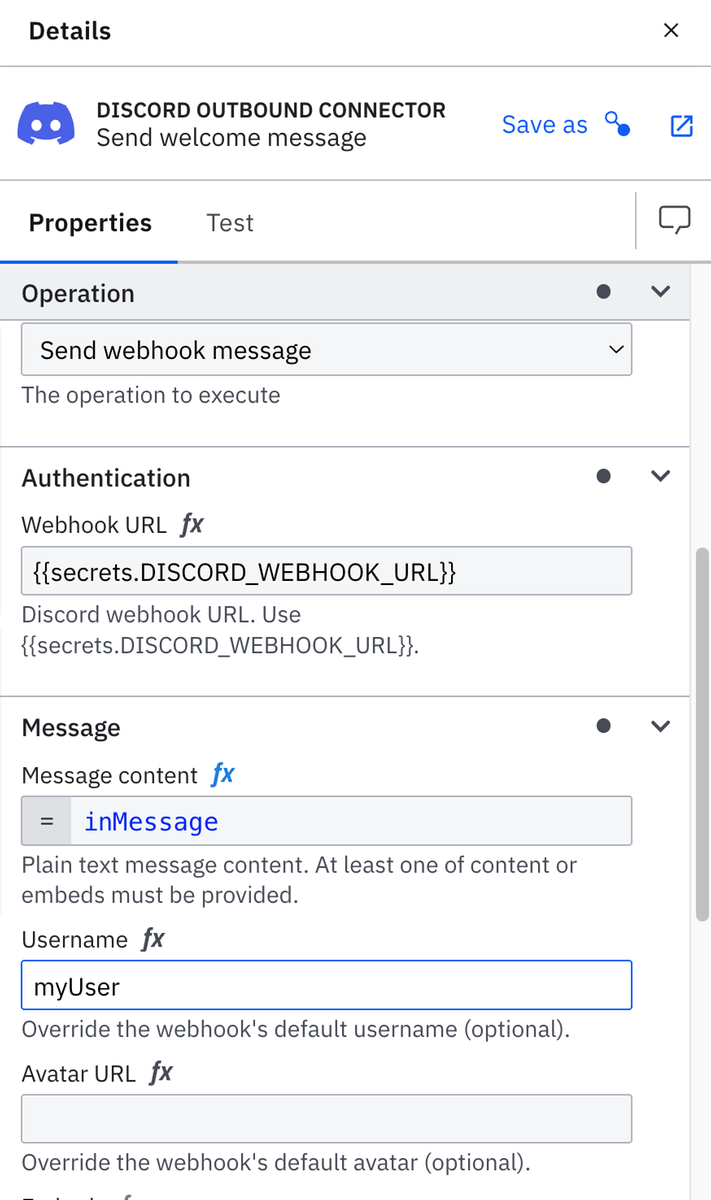 Details
DISCORD OUTBOUND CONNECTOR
Send welcome message
Save as
Properties
Test
Operation
Send webhook message
The operation to execute
Authentication
Webhook URL fx
{{secrets.DISCORD_WEBHOOK_URL}}
Discord webhook URL. Use
{{secrets.DISCORD_WEBHOOK_URL}}.
Message
Message content fx
= inMessage
Plain text message content. At least one of content or
embeds must be provided.
Username fx
myUser
Override the webhook's default username (optional).
Avatar URL fx
Override the webhook's default avatar (optional).